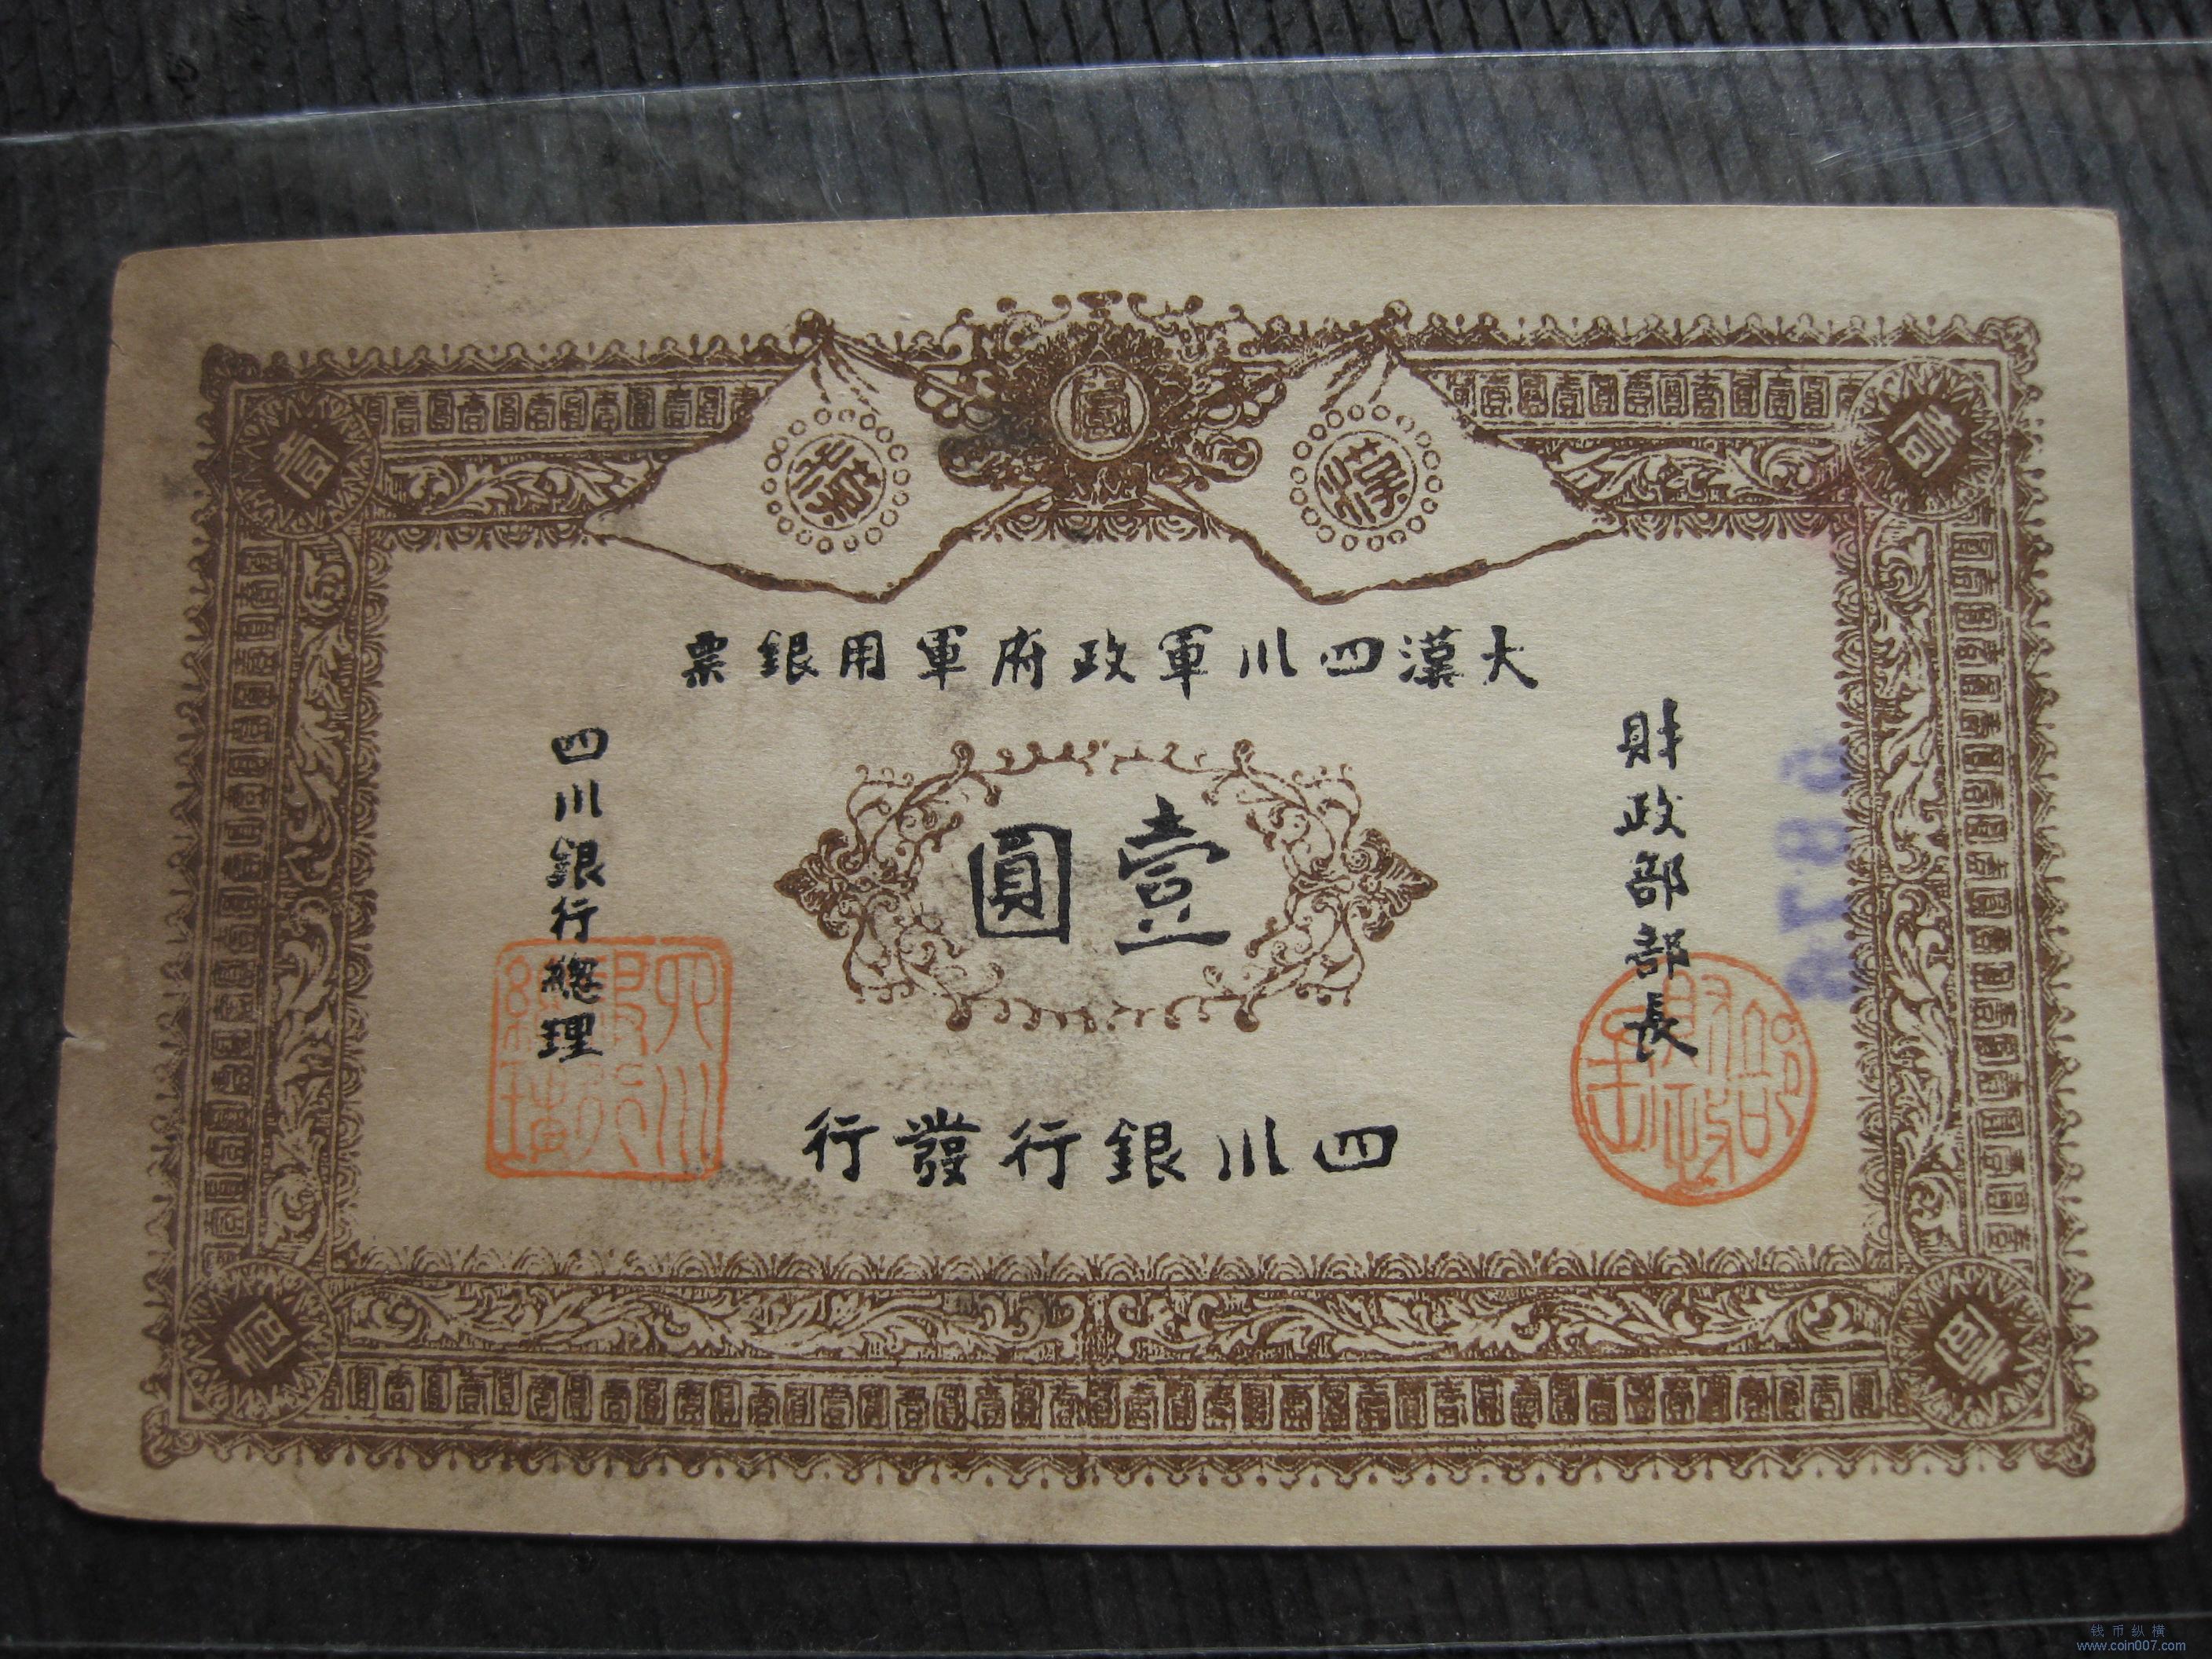 大漢四川軍政府軍用銀票
財政部部長
壹圓
四川銀行總理
四川銀行發行
錢币纵横
www.coin007.com